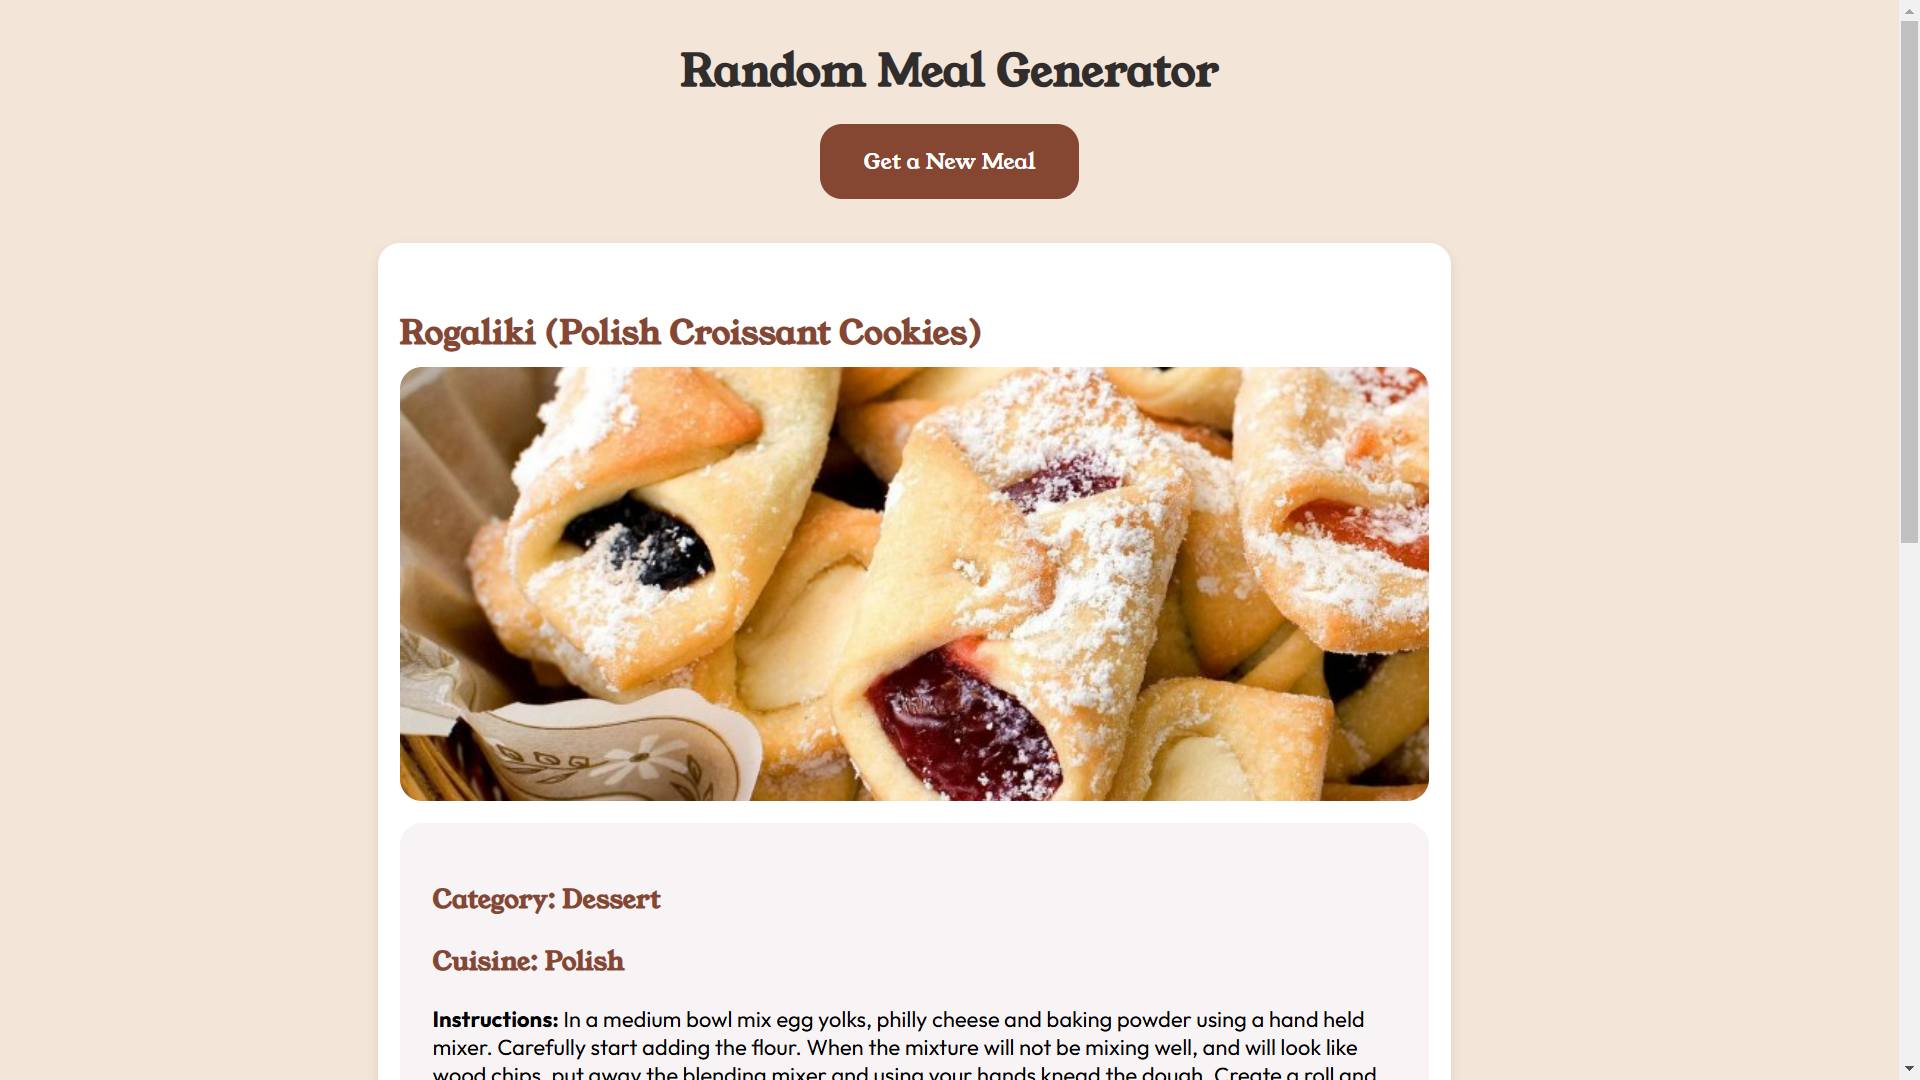 Random Meal Generator
Get a New Meal
Rogaliki (Polish Croissant Cookies)
Category: Dessert
Cuisine: Polish
Instructions: In a medium bowl mix egg yolks, philly cheese and baking powder using a hand held
mixer. Carefully start adding the flour. When the mixture will not be mixing well, and will look like
wood chips, put away the blending mixer and using your hands knead the dough. Create a roll and